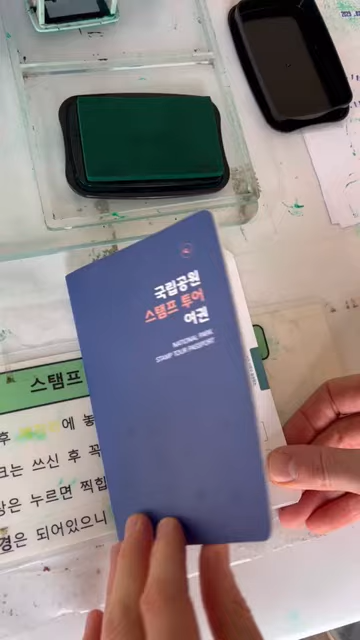 국립공원
스탬프 투어
여권
NATIONAL PARK
STAMP TOUR PASSPORT
스탬프
후 에 놓
크는 쓰신 후 꼭
상은 누르면 찍힙
경은 되어있으니